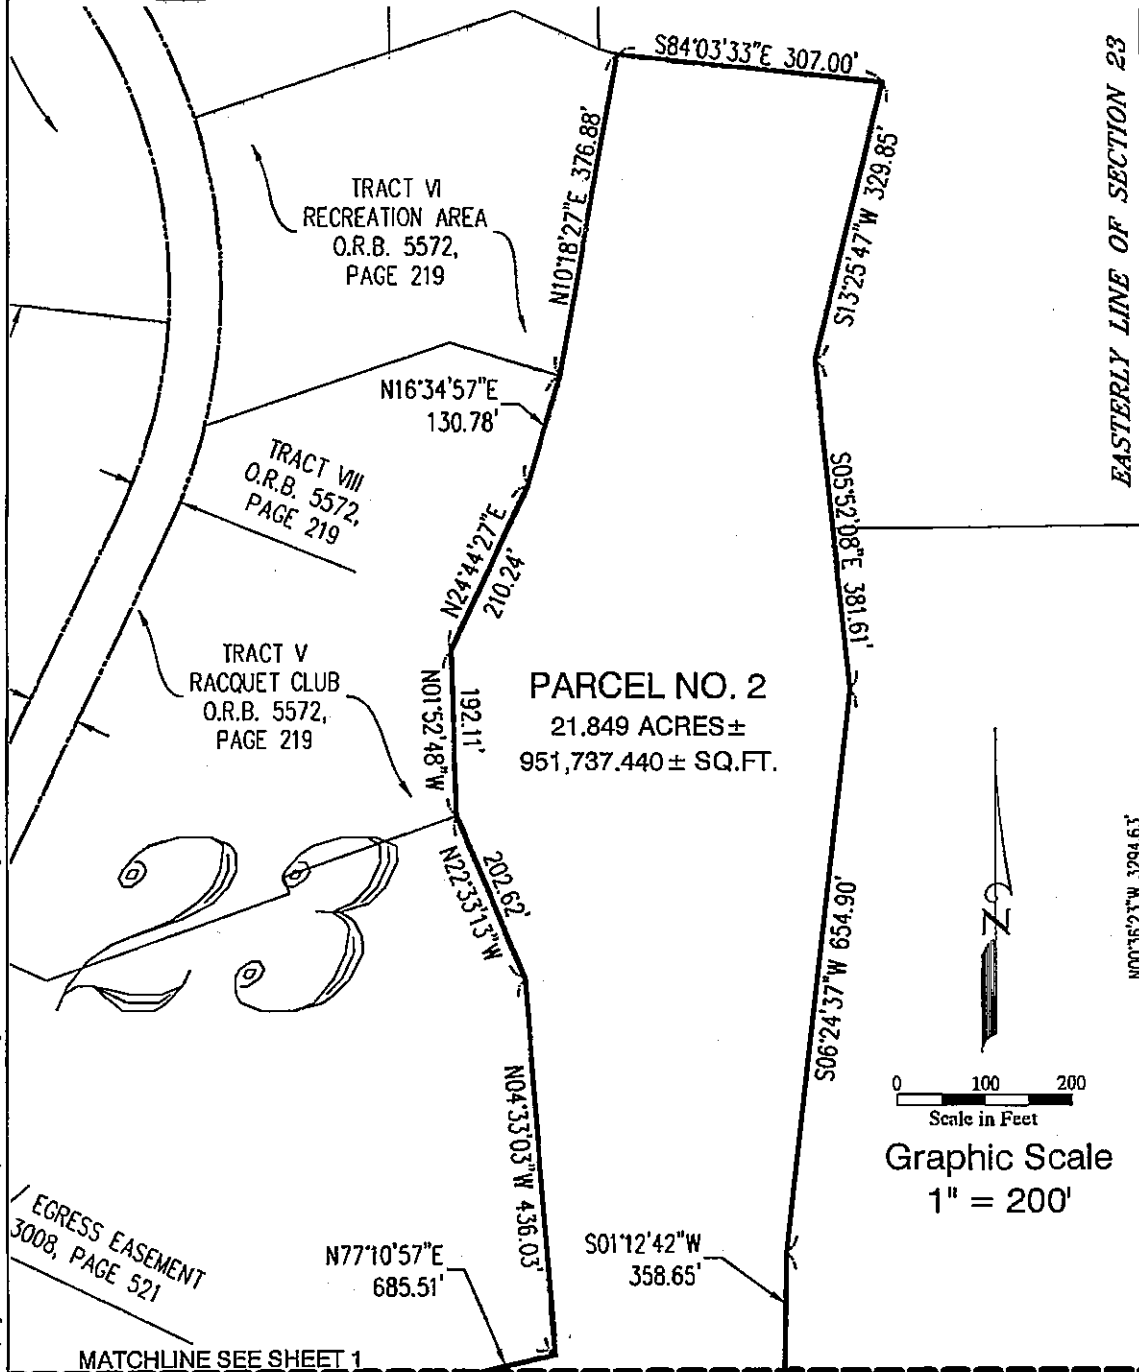 S84°03'33"E 307.00'
EASTERLY LINE OF SECTION 23
N10°18'27"E 376.88'
S13°25'47"W 329.85'
TRACT VI
RECREATION AREA
O.R.B. 5572,
PAGE 219
N16°34'57"E
130.78'
TRACT VIII
O.R.B. 5572,
PAGE 219
N24°44'27"E
210.24'
S05°52'08"E 381.61'
TRACT V
RACQUET CLUB
O.R.B. 5572,
PAGE 219
N01°52'48"W
192.11'
PARCEL NO. 2
21.849 ACRES±
951,737.440± SQ.FT.
N00°36'23"W 3294.63'
23
202.62'
N22°33'13"W
S06°24'37"W 654.90'
N
0 100 200
Scale in Feet
Graphic Scale
1" = 200'
N04°33'03"W 436.03'
/ EGRESS EASEMENT
3008, PAGE 521
N77°10'57"E
685.51'
S01°12'42"W
358.65'
MATCHLINE SEE SHEET 1